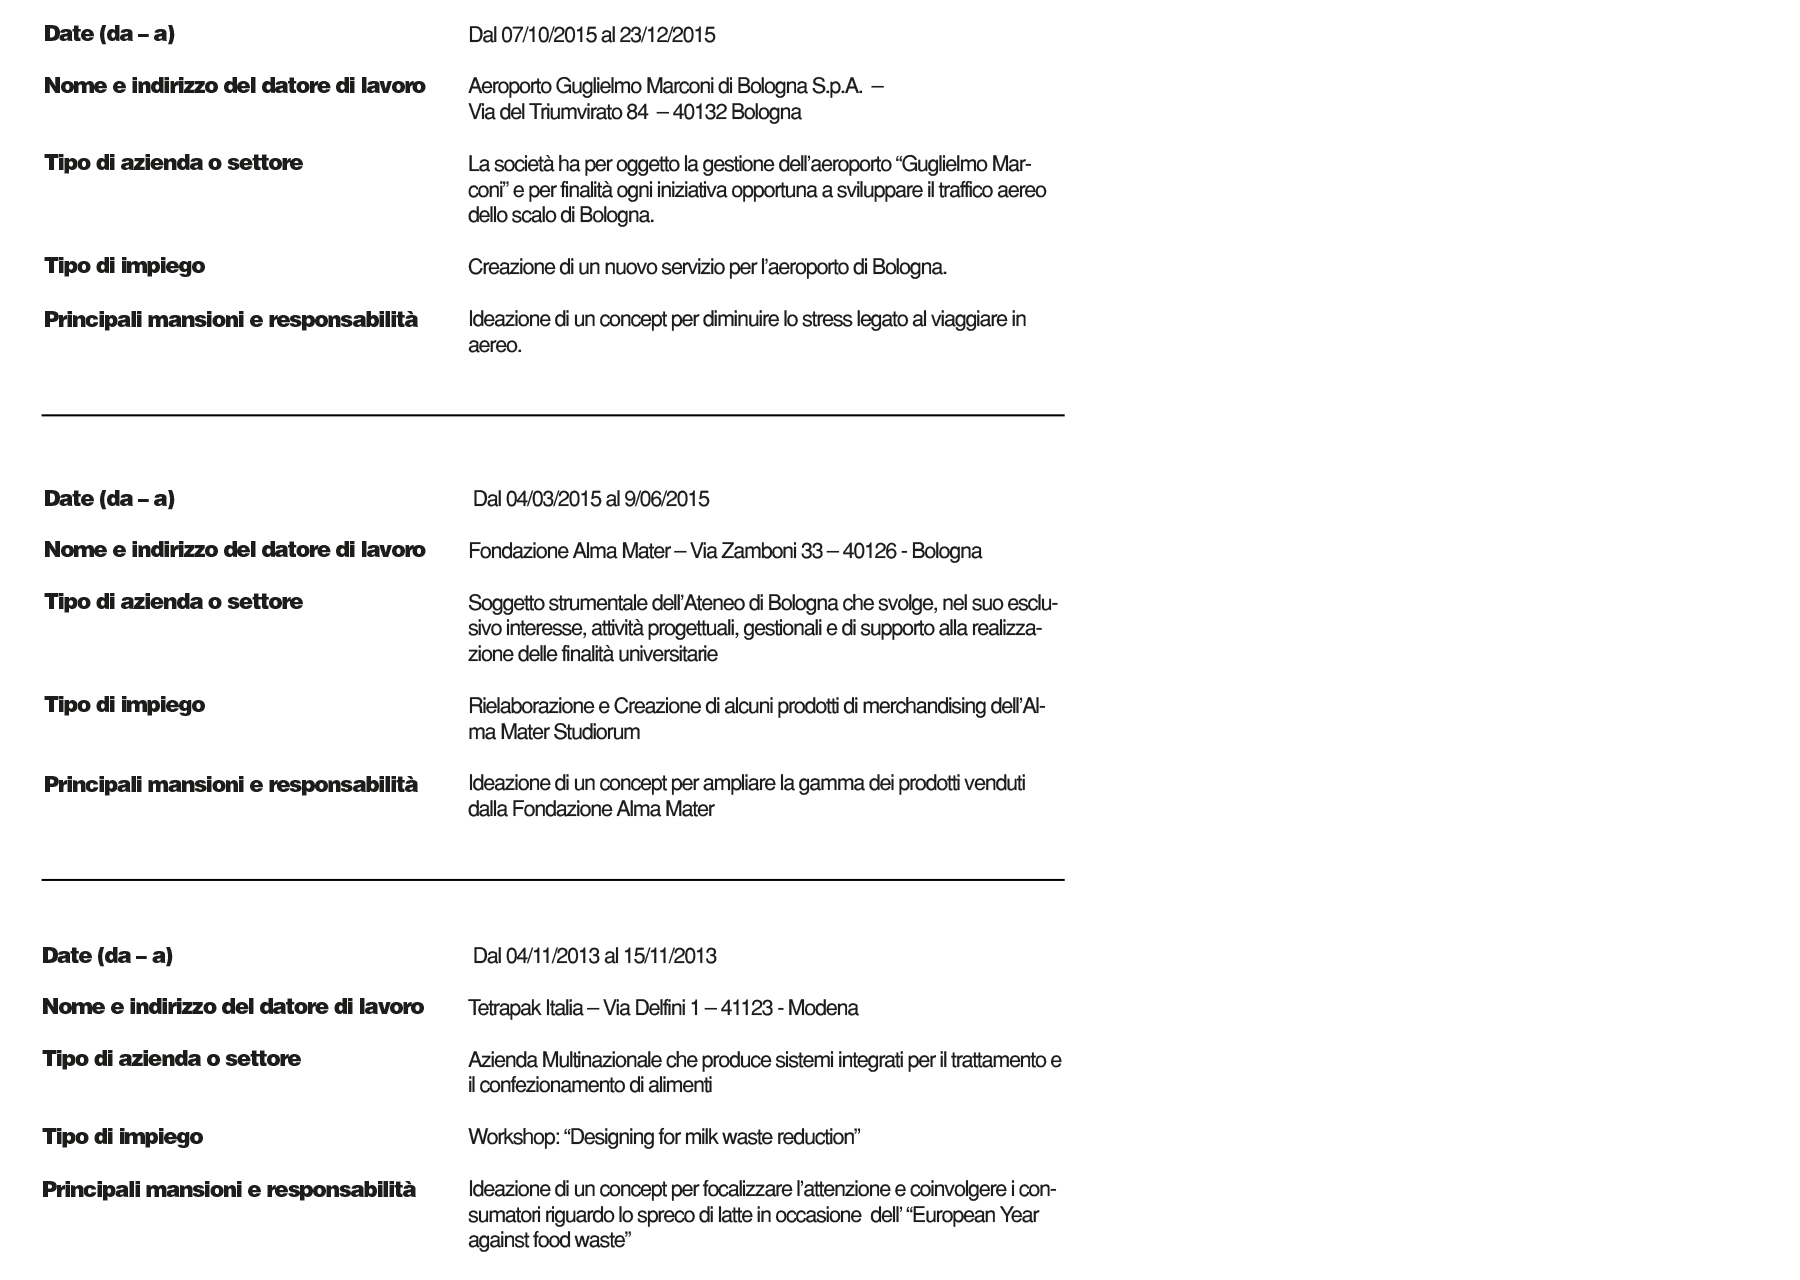 Date (da – a) Dal 07/10/2015 al 23/12/2015
Nome e indirizzo del datore di lavoro Aeroporto Guglielmo Marconi di Bologna S.p.A. –
Via del Triumvirato 84 – 40132 Bologna
Tipo di azienda o settore La società ha per oggetto la gestione dell’aeroporto “Guglielmo Mar-
coni” e per finalità ogni iniziativa opportuna a sviluppare il traffico aereo
dello scalo di Bologna.
Tipo di impiego Creazione di un nuovo servizio per l’aeroporto di Bologna.
Principali mansioni e responsabilità Ideazione di un concept per diminuire lo stress legato al viaggiare in
aereo.
Date (da – a) Dal 04/03/2015 al 9/06/2015
Nome e indirizzo del datore di lavoro Fondazione Alma Mater – Via Zamboni 33 – 40126 - Bologna
Tipo di azienda o settore Soggetto strumentale dell’Ateneo di Bologna che svolge, nel suo esclu-
sivo interesse, attività progettuali, gestionali e di supporto alla realizza-
zione delle finalità universitarie
Tipo di impiego Rielaborazione e Creazione di alcuni prodotti di merchandising dell’Al-
ma Mater Studiorum
Principali mansioni e responsabilità Ideazione di un concept per ampliare la gamma dei prodotti venduti
dalla Fondazione Alma Mater
Date (da – a) Dal 04/11/2013 al 15/11/2013
Nome e indirizzo del datore di lavoro Tetrapak Italia – Via Delfini 1 – 41123 - Modena
Tipo di azienda o settore Azienda Multinazionale che produce sistemi integrati per il trattamento e
il confezionamento di alimenti
Tipo di impiego Workshop: “Designing for milk waste reduction”
Principali mansioni e responsabilità Ideazione di un concept per focalizzare l’attenzione e coinvolgere i con-
sumatori riguardo lo spreco di latte in occasione dell’ “European Year
against food waste”